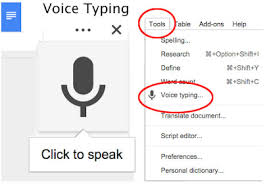 Voice Typing
Click to speak
Tools Table Add-ons Help
Spelling...
Research ⌘+Option+Shift+I
Define ⌘+Shift+Y
Word count ⌘+Shift+C
Voice typing...
Translate document...
Script editor...
Preferences...
Personal dictionary...